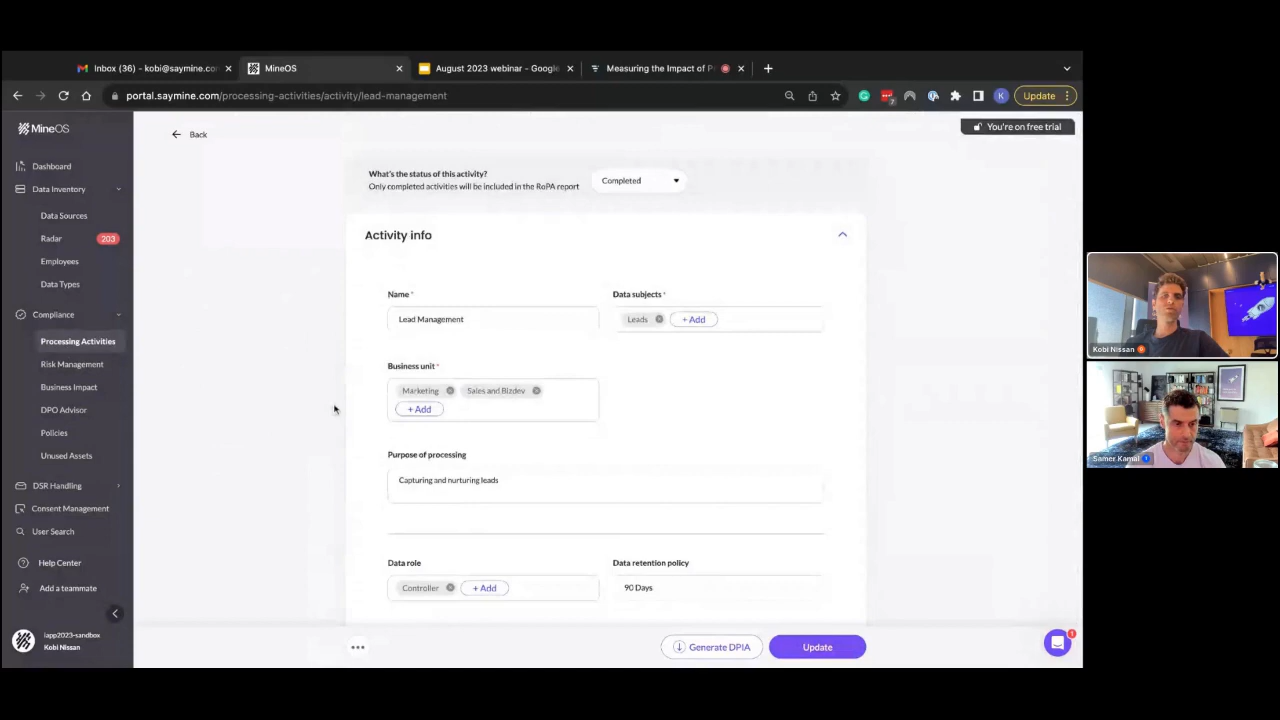 Inbox (36) - kobi@saymine.co
MineOS
August 2023 webinar - Google
Measuring the Impact of P
portal.saymine.com/processing-activities/activity/lead-management
K
Update
MineOS
Dashboard
Data Inventory
Data Sources
Radar 203
Employees
Data Types
Compliance
Processing Activities
Risk Management
Business Impact
DPO Advisor
Policies
Unused Assets
DSR Handling
Consent Management
User Search
Help Center
Add a teammate
iapp2023-sandbox
Kobi Nissan
Back
You're on free trial
What's the status of this activity?
Only completed activities will be included in the RoPA report
Completed
Activity info
Name *
Data subjects *
Lead Management
Leads + Add
Business unit *
Marketing Sales and Bizdev
+ Add
Purpose of processing
Capturing and nurturing leads
Data role
Data retention policy
Controller + Add
90 Days
Generate DPIA
Update
1
Kobi Nissan
Samer Kamal